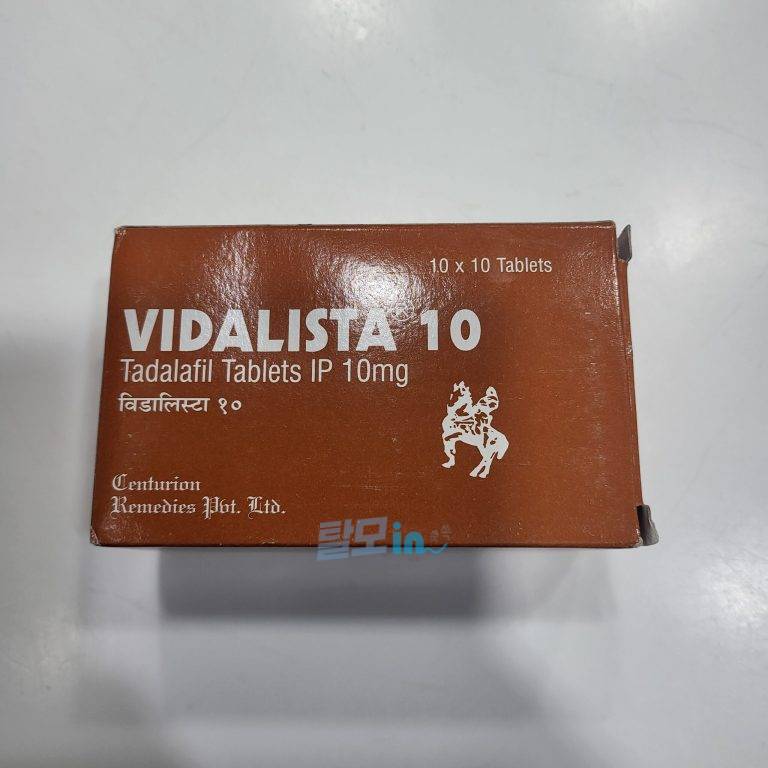 10 x 10 Tablets
VIDALISTA® 10
Tadalafil Tablets IP 10mg
विडालिस्टा १०
Centurion
Remedies Pvt. Ltd.
탈모in